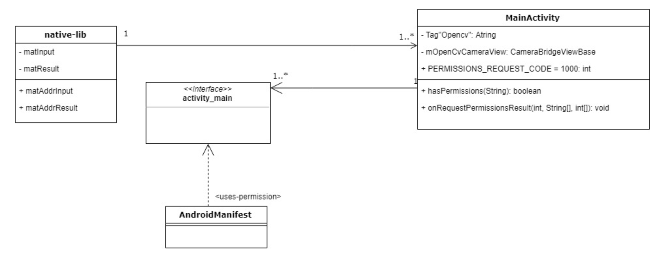 native-lib
- matInput
- matResult
+ matAddrInput
+ matAddrResult
1
1..*
MainActivity
- Tag"Opencv": Atring
- mOpenCvCameraView: CameraBridgeViewBase
+ PERMISSIONS_REQUEST_CODE = 1000: int
+ hasPermissions(String): boolean
+ onRequestPermissionsResult(int, String[], int[]): void
1..*
1
<<Interface>>
activity_main
<uses-permission>
AndroidManifest